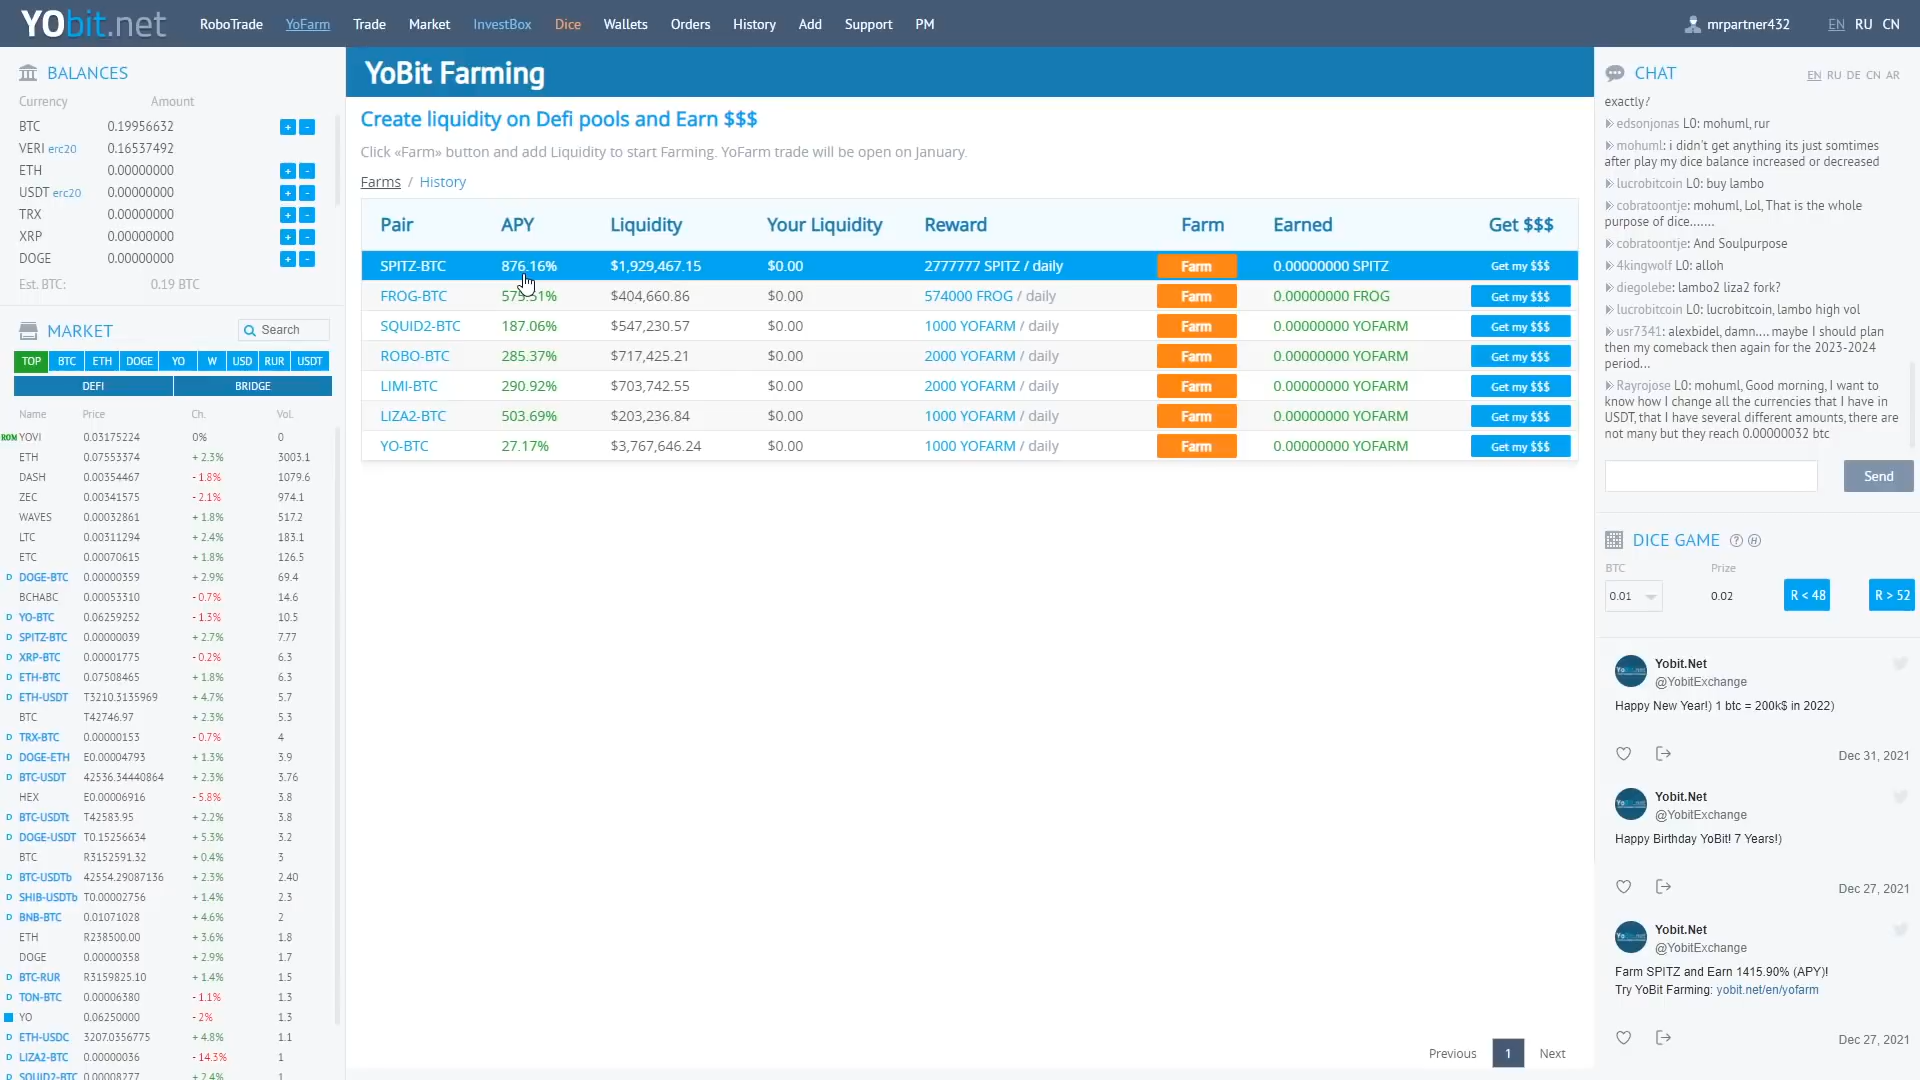 YObit.net
RoboTrade YoFarm Trade Market InvestBox Dice Wallets Orders History Add Support PM
mrpartner432 EN RU CN
BALANCES
Currency Amount
BTC 0.19956632 + -
VERI erc20 0.16537492
ETH 0.00000000 + -
USDT erc20 0.00000000 + -
TRX 0.00000000 + -
XRP 0.00000000 + -
DOGE 0.00000000 + -
Est. BTC: 0.19 BTC
MARKET
Search
TOP BTC ETH DOGE YO W USD RUR USDT
DEFI BRIDGE
Name Price Ch. Vol.
YOVI 0.03175224 0% 0
ETH 0.07553374 + 2.3% 3003.1
DASH 0.00354467 - 1.8% 1079.6
ZEC 0.00341575 - 2.1% 974.1
WAVES 0.00032861 + 1.8% 517.2
LTC 0.00311294 + 2.4% 183.1
ETC 0.00070615 + 1.8% 126.5
D DOGE-BTC 0.00000359 + 2.9% 69.4
BCHABC 0.00053310 - 0.7% 14.6
D YO-BTC 0.06259252 - 1.3% 10.5
D SPITZ-BTC 0.00000039 + 2.7% 7.77
D XRP-BTC 0.00001775 - 0.2% 6.3
D ETH-BTC 0.07508465 + 1.8% 6.3
D ETH-USDT T3210.3135969 + 4.7% 5.7
BTC T42746.97 + 2.3% 5.3
D TRX-BTC 0.00000153 - 0.7% 4
D DOGE-ETH E0.00004793 + 1.3% 3.9
D BTC-USDT 42536.34440864 + 2.3% 3.76
HEX E0.00006916 - 5.8% 3.8
D BTC-USDTt T42583.95 + 2.2% 3.8
D DOGE-USDT T0.15256634 + 5.3% 3.2
BTC R3152591.32 + 0.4% 3
D BTC-USDTb 42554.29087136 + 2.3% 2.40
D SHIB-USDTb T0.00002756 + 1.4% 2.3
D BNB-BTC 0.01071028 + 4.6% 2
ETH R238500.00 + 3.6% 1.8
DOGE 0.00000358 + 2.9% 1.7
D BTC-RUR R3159825.10 + 1.4% 1.5
D TON-BTC 0.00006380 - 1.1% 1.3
YO 0.06250000 - 2% 1.3
D ETH-USDC 3207.0356775 + 4.8% 1.1
D LIZA2-BTC 0.00000036 - 14.3% 1
D SQUID2-BTC 0.00008277 + 2.4% 1
YoBit Farming
Create liquidity on Defi pools and Earn $$$
Click «Farm» button and add Liquidity to start Farming. YoFarm trade will be open on January.
Farms / History
Pair APY Liquidity Your Liquidity Reward Farm Earned Get $$$
SPITZ-BTC 876.16% $1,929,467.15 $0.00 2777777 SPITZ / daily Farm 0.00000000 SPITZ Get my $$$
FROG-BTC $404,660.86 $0.00 574000 FROG / daily Farm 0.00000000 FROG Get my $$$
SQUID2-BTC 187.06% $547,230.57 $0.00 1000 YOFARM / daily Farm 0.00000000 YOFARM Get my $$$
ROBO-BTC 285.37% $717,425.21 $0.00 2000 YOFARM / daily Farm 0.00000000 YOFARM Get my $$$
LIMI-BTC 290.92% $703,742.55 $0.00 2000 YOFARM / daily Farm 0.00000000 YOFARM Get my $$$
LIZA2-BTC 503.69% $203,236.84 $0.00 1000 YOFARM / daily Farm 0.00000000 YOFARM Get my $$$
YO-BTC 27.17% $3,767,646.24 $0.00 1000 YOFARM / daily Farm 0.00000000 YOFARM Get my $$$
Previous 1 Next
CHAT EN RU DE CN AR
exactly?
edsonjonas L0: mohuml, rur
mohuml: i didn't get anything its just somtimes
after play my dice balance increased or decreased
lucrobitcoin L0: buy lambo
cobratoontje: mohuml, Lol, That is the whole
purpose of dice.......
cobratoontje: And Soulpurpose
4kingwolf L0: alloh
diegolebe: lambo2 liza2 fork?
lucrobitcoin L0: lucrobitcoin, lambo high vol
usr7341: alexbidel, damn.... maybe I should plan
then my comeback then again for the 2023-2024
period...
Rayrojose L0: mohuml, Good morning, I want to
know how I change all the currencies that I have in
USDT, that I have several different amounts, there are
not many but they reach 0.00000032 btc
Send
DICE GAME ? H
BTC Prize
0.01 0.02 R < 48 R > 52
Yobit.Net
@YobitExchange
Happy New Year!) 1 btc = 200k$ in 2022)
Dec 31, 2021
Yobit.Net
@YobitExchange
Happy Birthday YoBit! 7 Years!)
Dec 27, 2021
Yobit.Net
@YobitExchange
Farm SPITZ and Earn 1415.90% (APY)!
Try YoBit Farming: yobit.net/en/yofarm
Dec 27, 2021